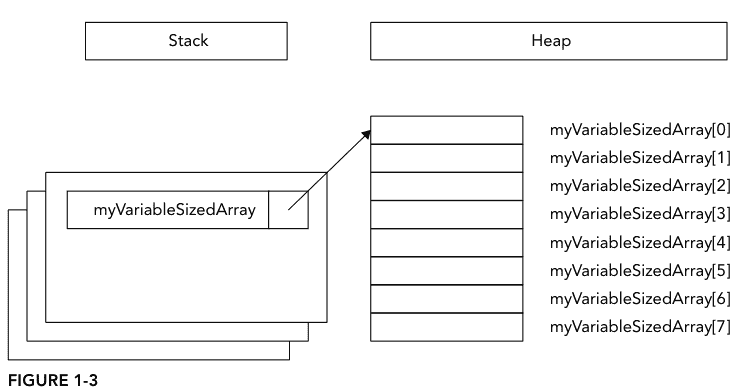 Stack
Heap
myVariableSizedArray[0]
myVariableSizedArray[1]
myVariableSizedArray[2]
myVariableSizedArray
myVariableSizedArray[3]
myVariableSizedArray[4]
myVariableSizedArray[5]
myVariableSizedArray[6]
myVariableSizedArray[7]
FIGURE 1-3